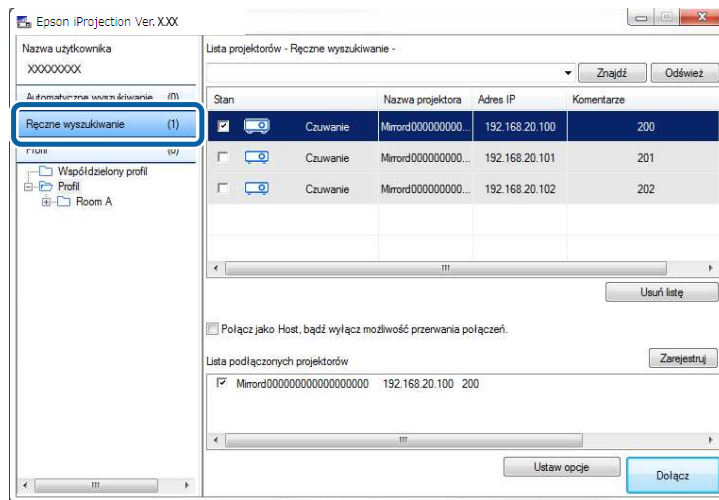 Epson iProjection Ver. X.XX
Nazwa użytkownika
XXXXXXXX
Automatyczne wyszukiwanie (0)
Ręczne wyszukiwanie (1)
Profil (0)
Współdzielony profil
Profil
Room A
Lista projektorów - Ręczne wyszukiwanie -
Znajdź Odśwież
Stan Nazwa projektora Adres IP Komentarze
Czuwanie Mirrord000000000... 192.168.20.100 200
Czuwanie Mirrord000000000... 192.168.20.101 201
Czuwanie Mirrord000000000... 192.168.20.102 202
Usuń listę
Połącz jako Host, bądź wyłącz możliwość przerwania połączeń.
Lista podłączonych projektorów Zarejestruj
Mirrord000000000000000000 192.168.20.100 200
Ustaw opcje Dołącz